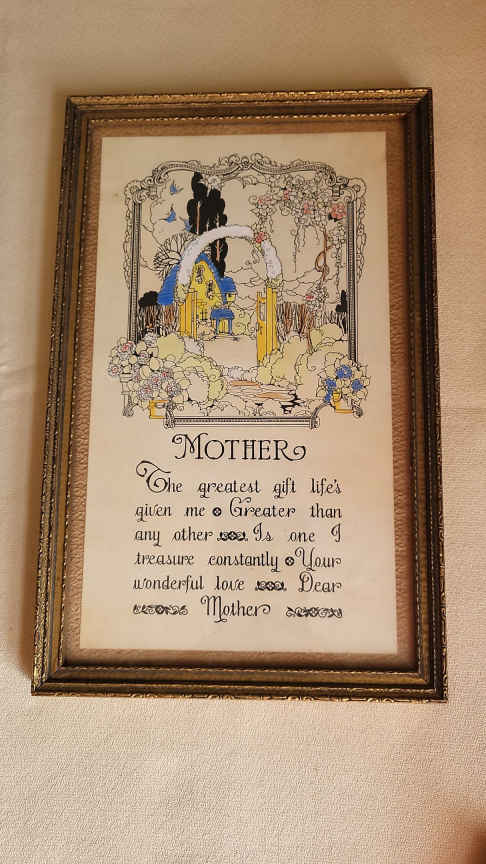 MOTHER
The greatest gift life's
given me Greater than
any other Is one I
treasure constantly Your
wonderful love Dear
Mother